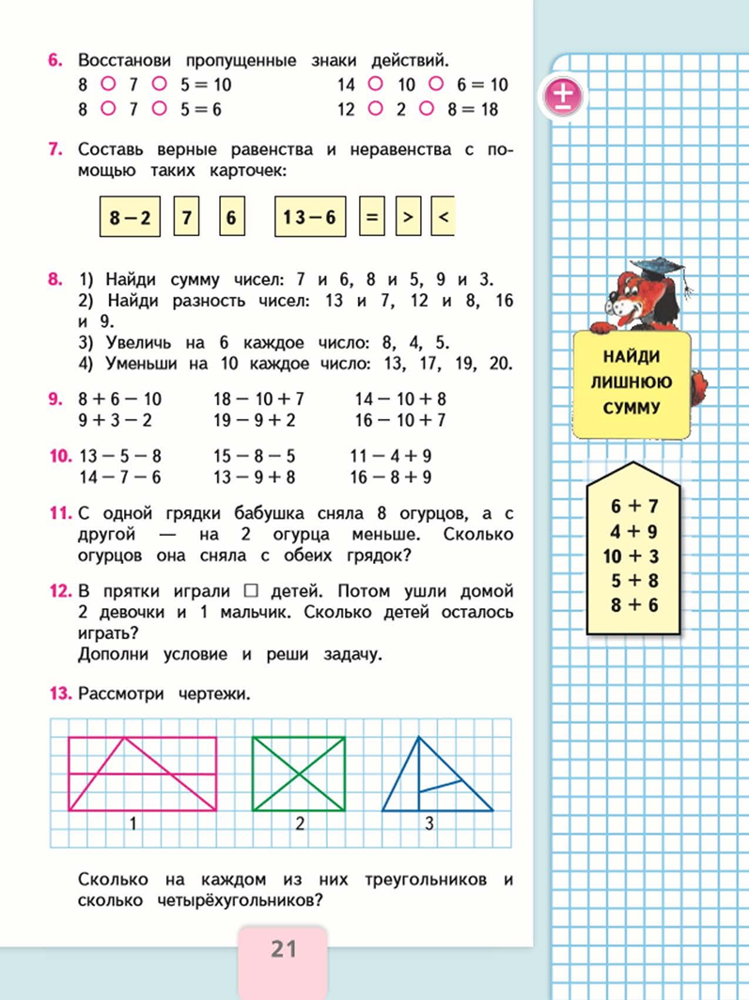 6. Восстанови пропущенные знаки действий.
8 ○ 7 ○ 5 = 10 14 ○ 10 ○ 6 = 10
8 ○ 7 ○ 5 = 6 12 ○ 2 ○ 8 = 18
7. Составь верные равенства и неравенства с по-
мощью таких карточек:
8 − 2 7 6 13 − 6 = > <
8. 1) Найди сумму чисел: 7 и 6, 8 и 5, 9 и 3.
2) Найди разность чисел: 13 и 7, 12 и 8, 16
и 9.
3) Увеличь на 6 каждое число: 8, 4, 5.
4) Уменьши на 10 каждое число: 13, 17, 19, 20.
9. 8 + 6 − 10 18 − 10 + 7 14 − 10 + 8
9 + 3 − 2 19 − 9 + 2 16 − 10 + 7
10. 13 − 5 − 8 15 − 8 − 5 11 − 4 + 9
14 − 7 − 6 13 − 9 + 8 16 − 8 + 9
11. С одной грядки бабушка сняла 8 огурцов, а с
другой — на 2 огурца меньше. Сколько
огурцов она сняла с обеих грядок?
12. В прятки играли □ детей. Потом ушли домой
2 девочки и 1 мальчик. Сколько детей осталось
играть?
Дополни условие и реши задачу.
13. Рассмотри чертежи.
1 2 3
Сколько на каждом из них треугольников и
сколько четырёхугольников?
21
±
НАЙДИ
ЛИШНЮЮ
СУММУ
6 + 7
4 + 9
10 + 3
5 + 8
8 + 6